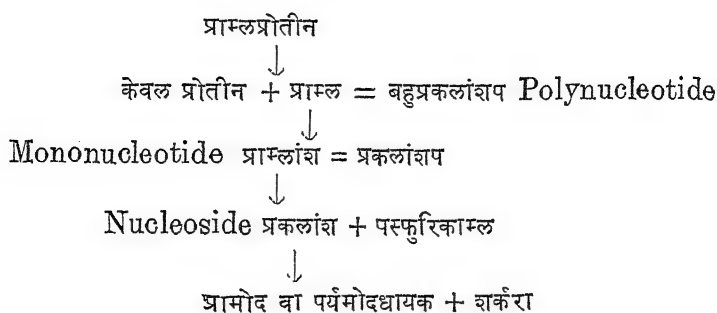 प्राम्लप्रोतीन
↓
केवल प्रोतीन + प्राम्ल = बहुप्रकलांशप Polynucleotide
↓
Mononucleotide प्राम्लांश = प्रकलांशप
↓
Nucleoside प्रकलांश + पस्फुरिकाम्ल
↓
प्रामोद वा पर्यमोदधायक + शर्करा